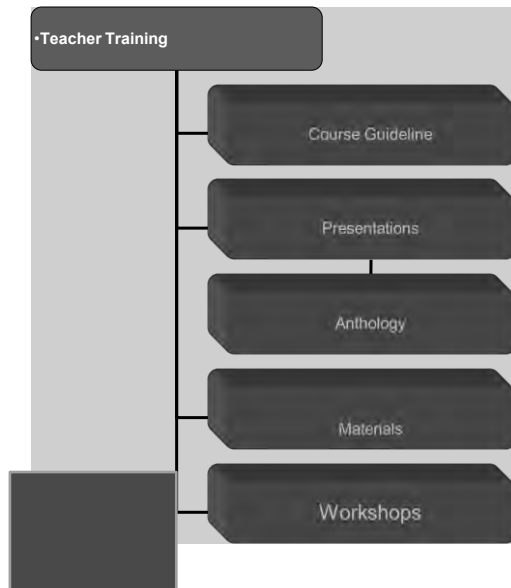 •Teacher Training
Course Guideline
Presentations
Anthology
Materials
Workshops